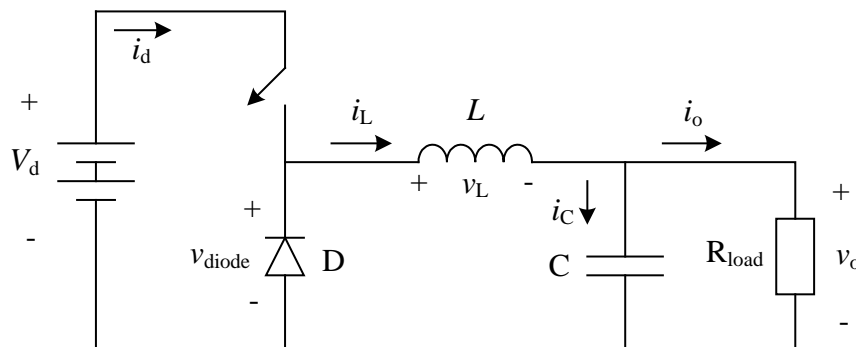 i_d
+
V_d
-
i_L
L
i_o
+
v_L
-
i_C
+
v_diode
-
D
C
R_load
+
v_o
-